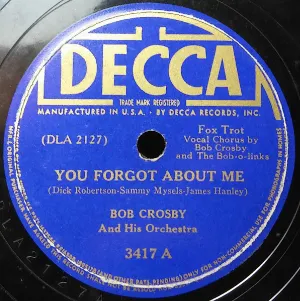 DECCA
TRADE MARK REGISTERED
MANUFACTURED IN U.S.A. · BY DECCA RECORDS, INC.
(DLA 2127)
Fox Trot
Vocal Chorus by
Bob Crosby
and The Bob-o-links
YOU FORGOT ABOUT ME
(Dick Robertson-Sammy Mysels-James Hanley)
BOB CROSBY
And His Orchestra
3417 A